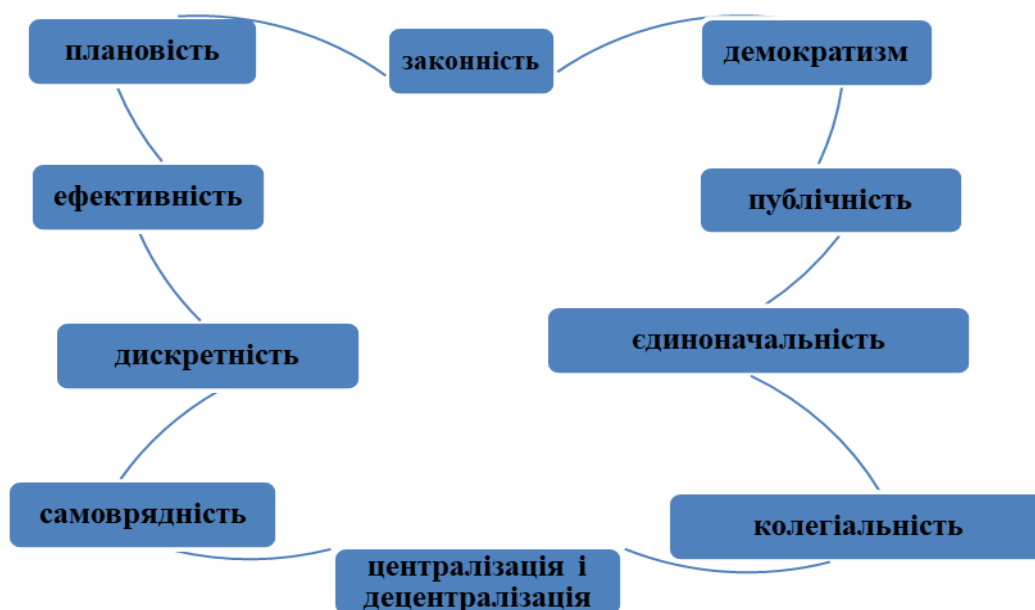 плановість
законність
демократизм
ефективність
публічність
дискретність
єдиноначальність
самоврядність
колегіальність
централізація і
децентралізація